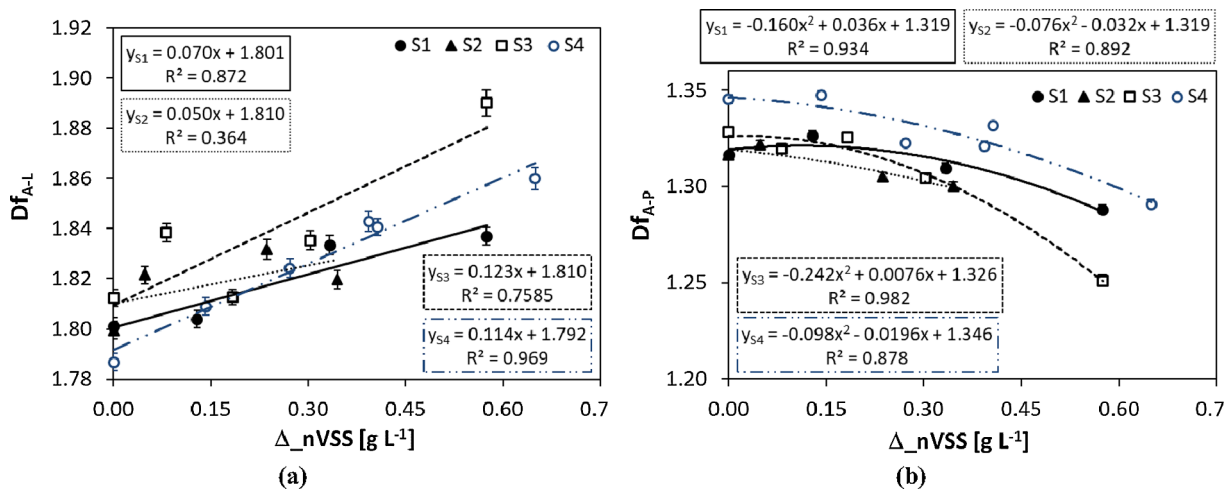 y_S1 = 0.070x + 1.801
R² = 0.872
y_S2 = 0.050x + 1.810
R² = 0.364
S1 S2 S3 S4
y_S3 = 0.123x + 1.810
R² = 0.7585
y_S4 = 0.114x + 1.792
R² = 0.969
Df_A-L
1.92
1.90
1.88
1.86
1.84
1.82
1.80
1.78
0.00 0.15 0.30 0.45 0.60 0.7
Δ_nVSS [g L⁻¹]
(a)
y_S1 = -0.160x² + 0.036x + 1.319
R² = 0.934
y_S2 = -0.076x² - 0.032x + 1.319
R² = 0.892
S1 S2 S3 S4
y_S3 = -0.242x² + 0.0076x + 1.326
R² = 0.982
y_S4 = -0.098x² - 0.0196x + 1.346
R² = 0.878
Df_A-P
1.35
1.30
1.25
1.20
0.00 0.15 0.30 0.45 0.60 0.7
Δ_nVSS [g L⁻¹]
(b)